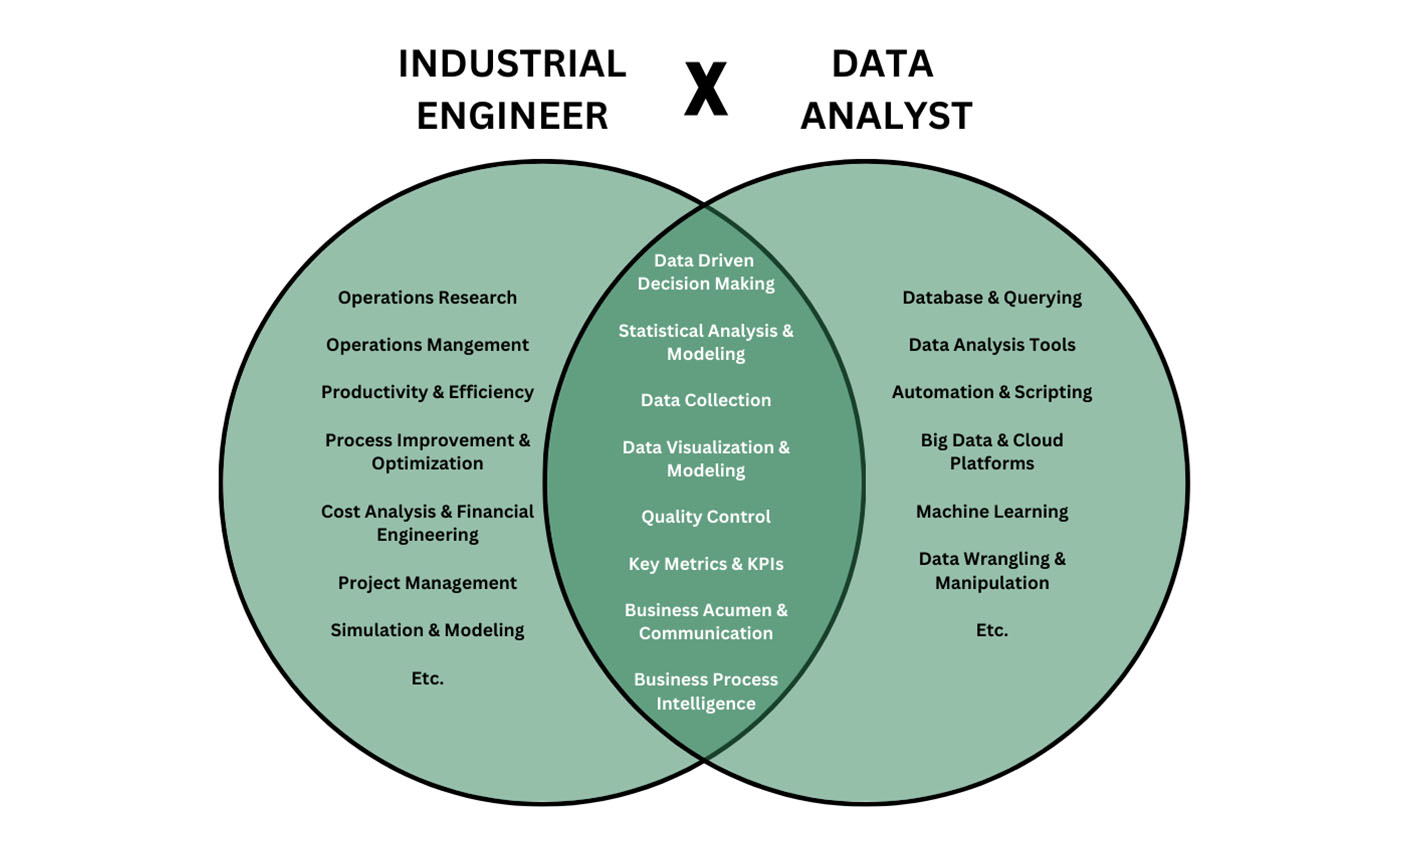 INDUSTRIAL
ENGINEER
X
DATA
ANALYST
Operations Research
Operations Mangement
Productivity & Efficiency
Process Improvement &
Optimization
Cost Analysis & Financial
Engineering
Project Management
Simulation & Modeling
Etc.
Data Driven
Decision Making
Statistical Analysis &
Modeling
Data Collection
Data Visualization &
Modeling
Quality Control
Key Metrics & KPIs
Business Acumen &
Communication
Business Process
Intelligence
Database & Querying
Data Analysis Tools
Automation & Scripting
Big Data & Cloud
Platforms
Machine Learning
Data Wrangling &
Manipulation
Etc.